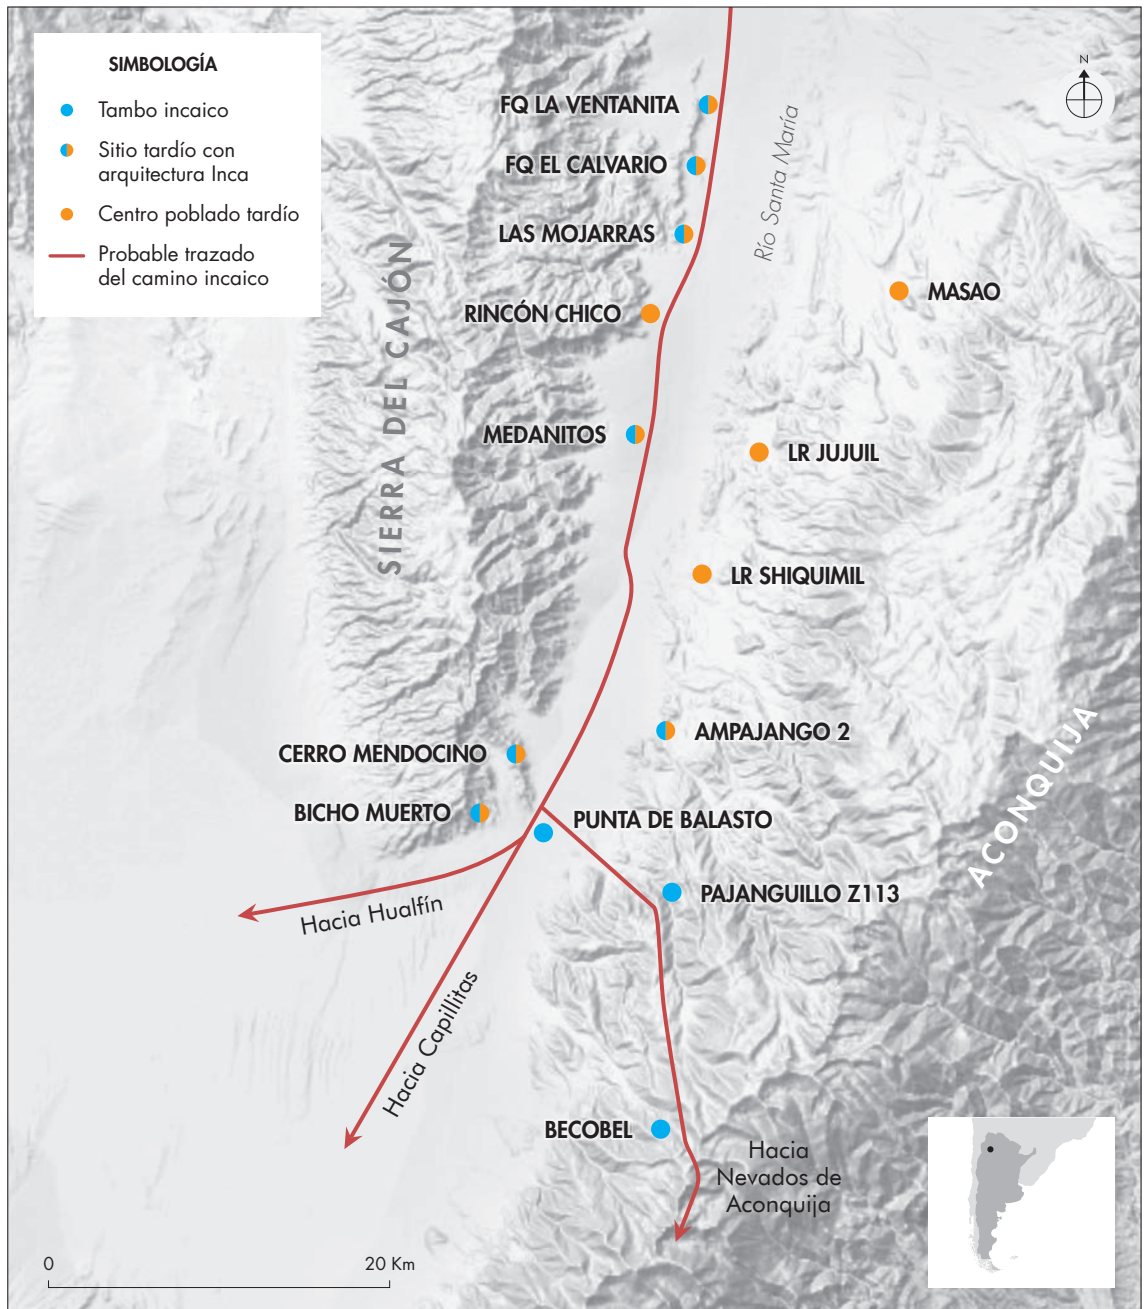 SIMBOLOGÍA
Tambo incaico
Sitio tardío con
arquitectura Inca
Centro poblado tardío
Probable trazado
del camino incaico
N
FQ LA VENTANITA
FQ EL CALVARIO
LAS MOJARRAS
Río Santa María
MASAO
RINCÓN CHICO
SIERRA DEL CAJÓN
MEDANITOS
LR JUJUIL
LR SHIQUIMIL
AMPAJANGO 2
ACONQUIJA
CERRO MENDOCINO
BICHO MUERTO
PUNTA DE BALASTO
PAJANGUILLO Z113
Hacia Hualfín
Hacia Capillitas
BECOBEL
Hacia
Nevados de
Aconquija
0 20 Km